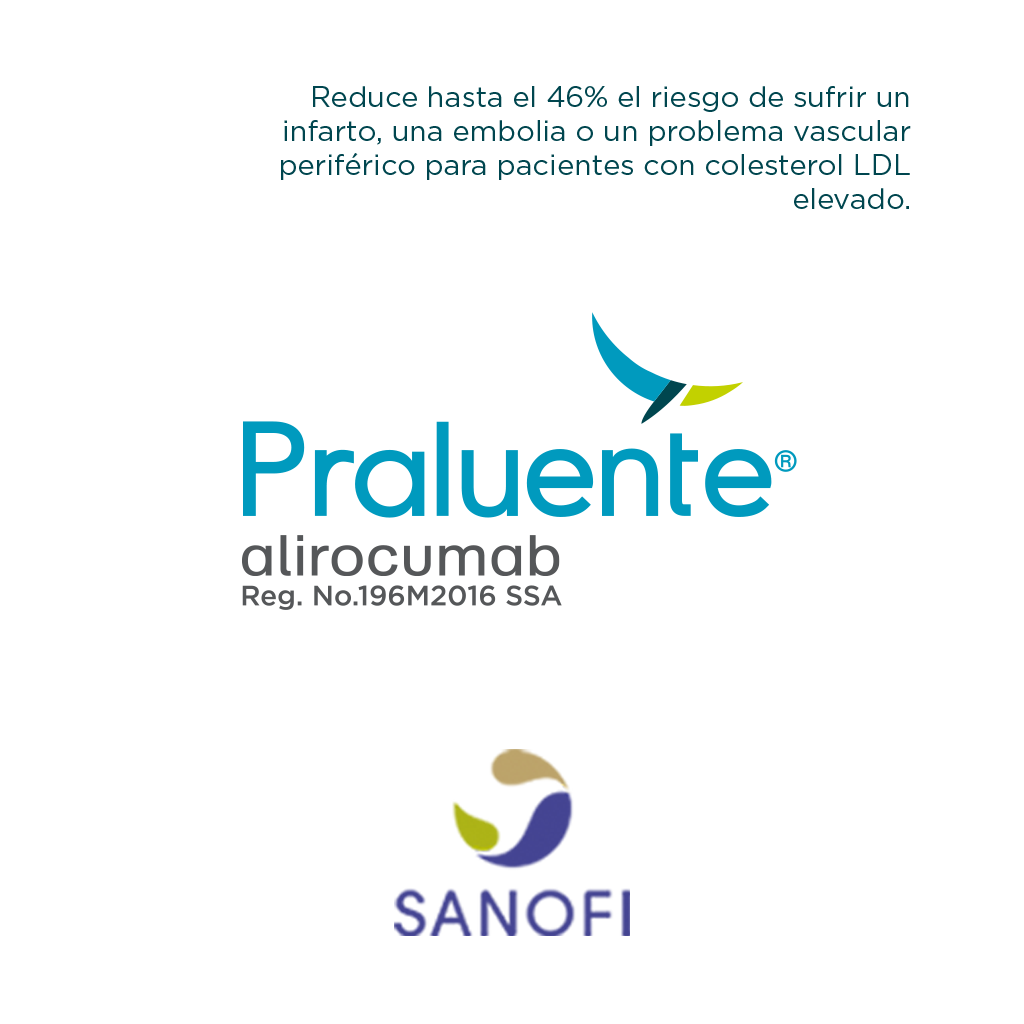 Reduce hasta el 46% el riesgo de sufrir un
infarto, una embolia o un problema vascular
periférico para pacientes con colesterol LDL
elevado.
Praluente®
alirocumab
Reg. No.196M2016 SSA
SANOFI